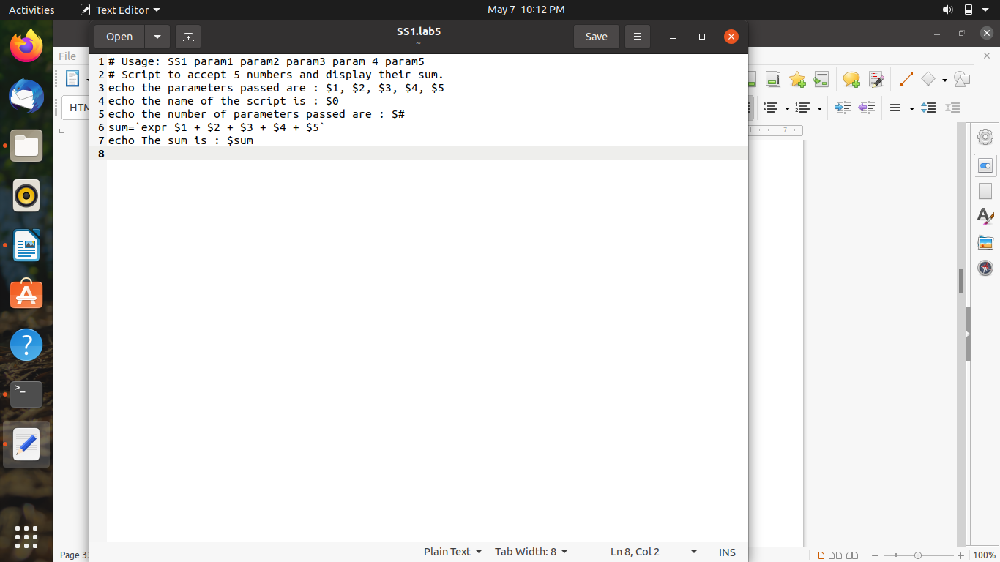 Activities Text Editor May 7 10:12 PM
Open SS1.lab5 Save
~
File
HTM
1 # Usage: SS1 param1 param2 param3 param 4 param5
2 # Script to accept 5 numbers and display their sum.
3 echo the parameters passed are : $1, $2, $3, $4, $5
4 echo the name of the script is : $0
5 echo the number of parameters passed are : $#
6 sum=`expr $1 + $2 + $3 + $4 + $5`
7 echo The sum is : $sum
8
7
Plain Text Tab Width: 8 Ln 8, Col 2 INS
Page 33 100%